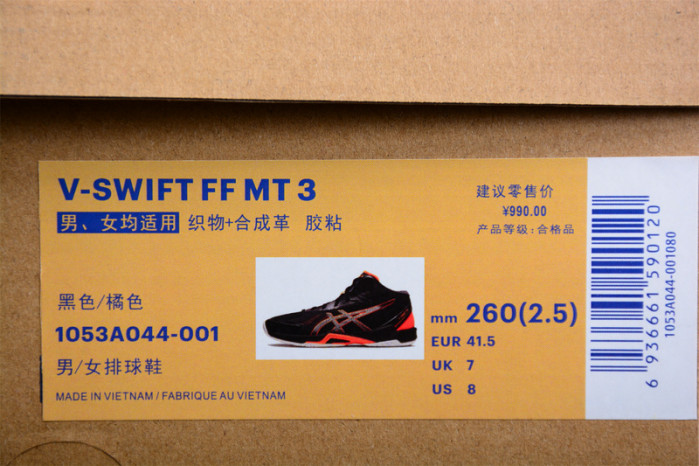 V-SWIFT FF MT 3
男、女均适用 织物+合成革 胶粘
建议零售价
¥990.00
产品等级:合格品
黑色/橘色
1053A044-001
男/女排球鞋
MADE IN VIETNAM / FABRIQUE AU VIETNAM
mm 260(2.5)
EUR 41.5
UK 7
US 8
6 936661 590120
1053A044-001080